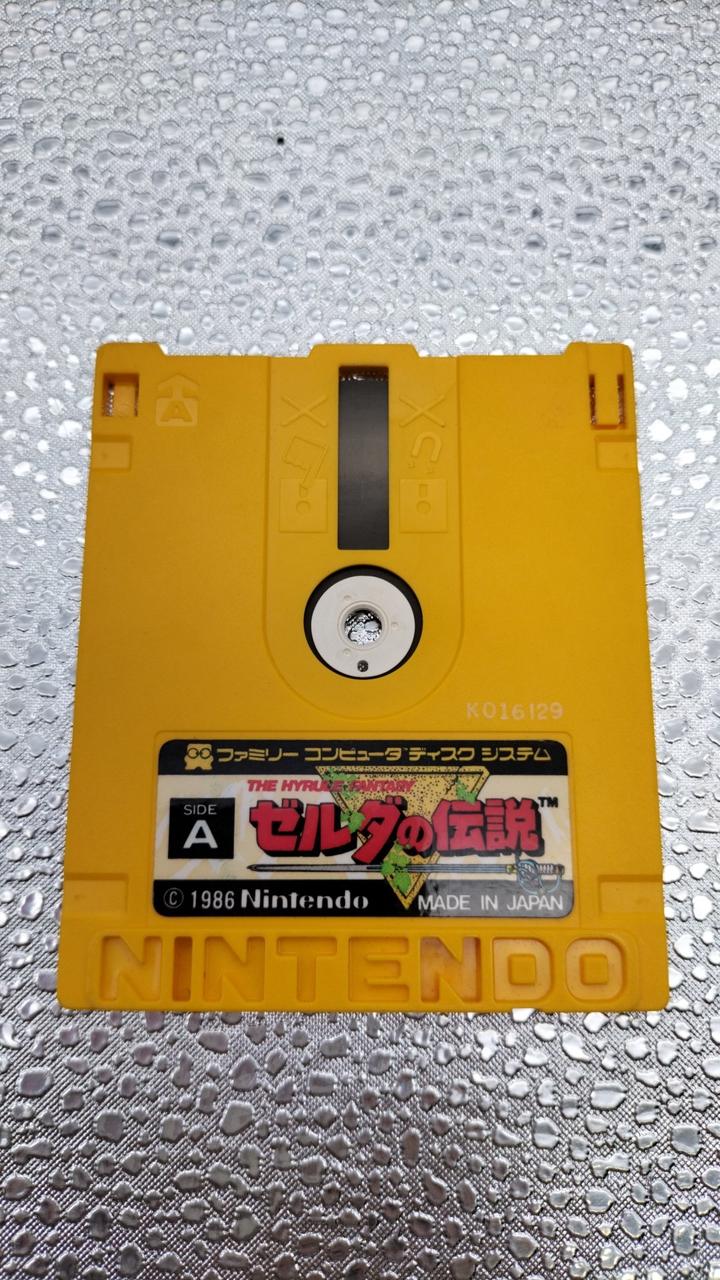 A
K016129
ファミリー コンピュータ ディスク システム
THE HYRULE FANTASY
SIDE
A
ゼルダの伝説™
© 1986 Nintendo MADE IN JAPAN
NINTENDO